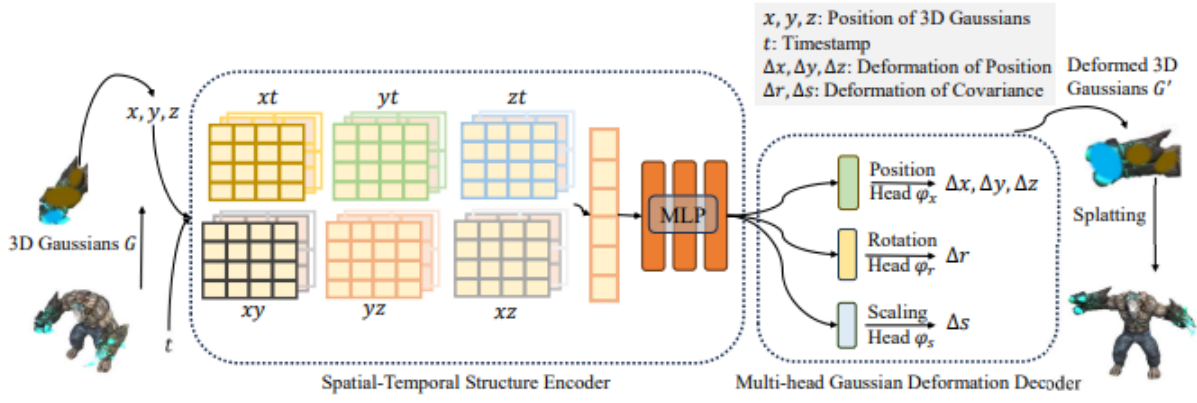 x, y, z: Position of 3D Gaussians
t: Timestamp
Δx, Δy, Δz: Deformation of Position
Δr, Δs: Deformation of Covariance
Deformed 3D
Gaussians G′
x, y, z
xt
yt
zt
3D Gaussians G
t
xy
yz
xz
MLP
Position
Head φx
Δx, Δy, Δz
Rotation
Head φr
Δr
Scaling
Head φs
Δs
Splatting
Spatial-Temporal Structure Encoder
Multi-head Gaussian Deformation Decoder